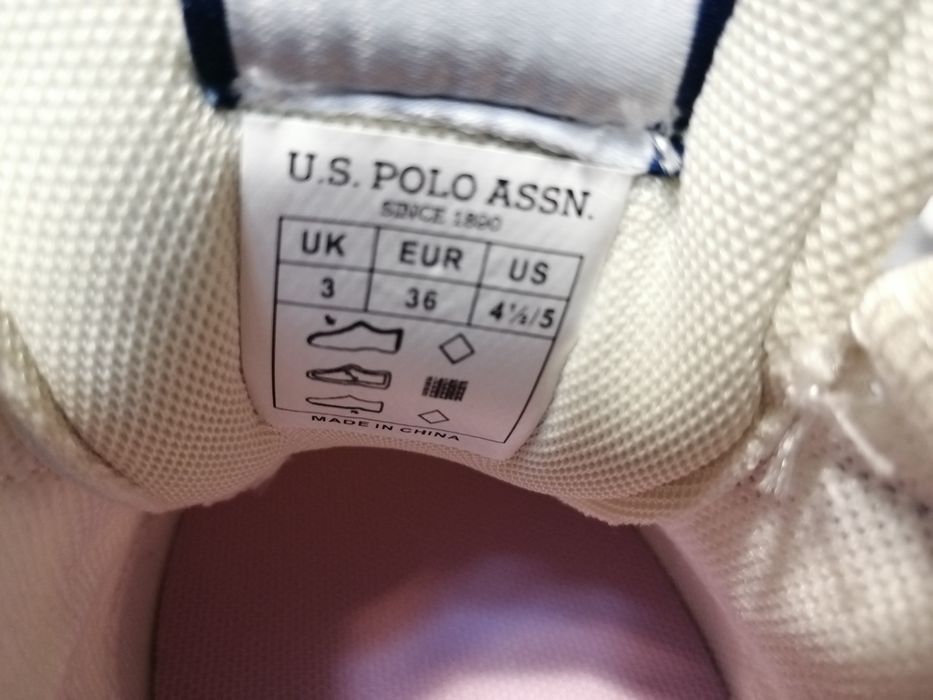 U.S. POLO ASSN.
SINCE 1890
UK EUR US
3 36 4½/5
MADE IN CHINA